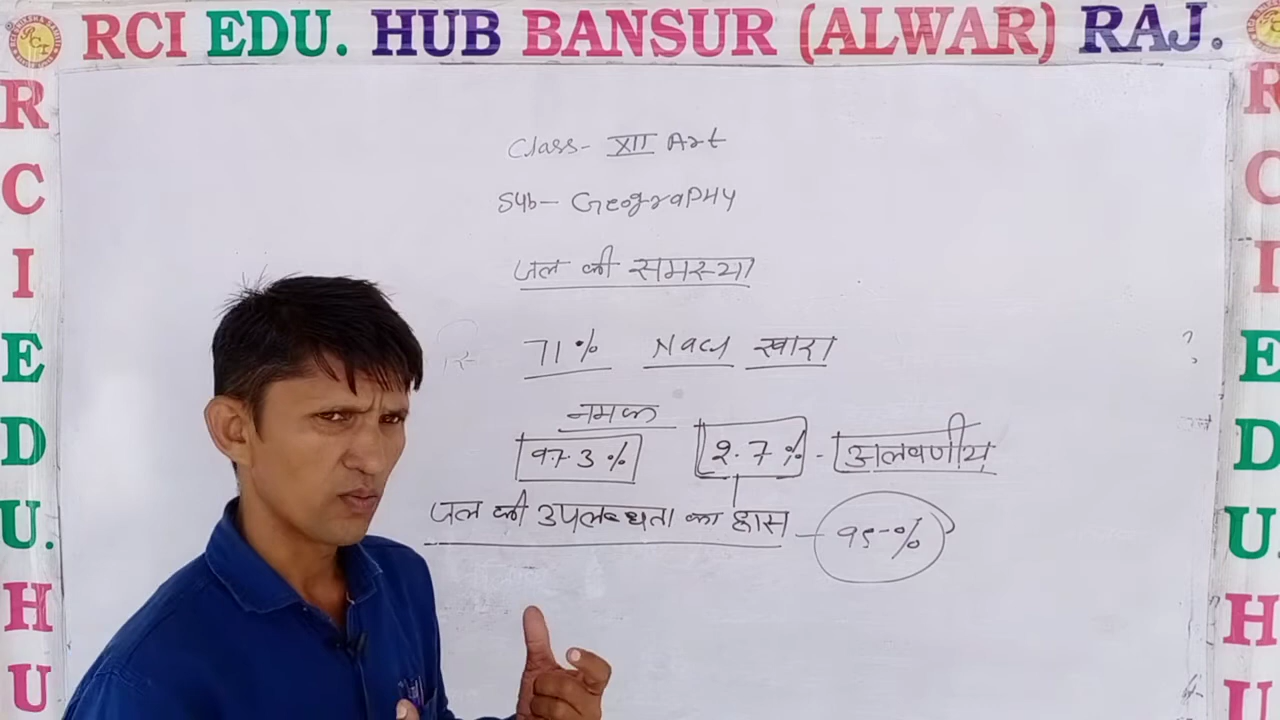 RCI EDU. HUB BANSUR (ALWAR) RAJ.
R
C
I
E
D
U.
H
U
Class- XII Art
Sub- Geography
जल की समस्या
71% Nacl खारा
नमक
97.3% 2.7% - अलवणीय
जल की उपलब्धता का ह्रास
R
C
I
E
D
U.
H
U